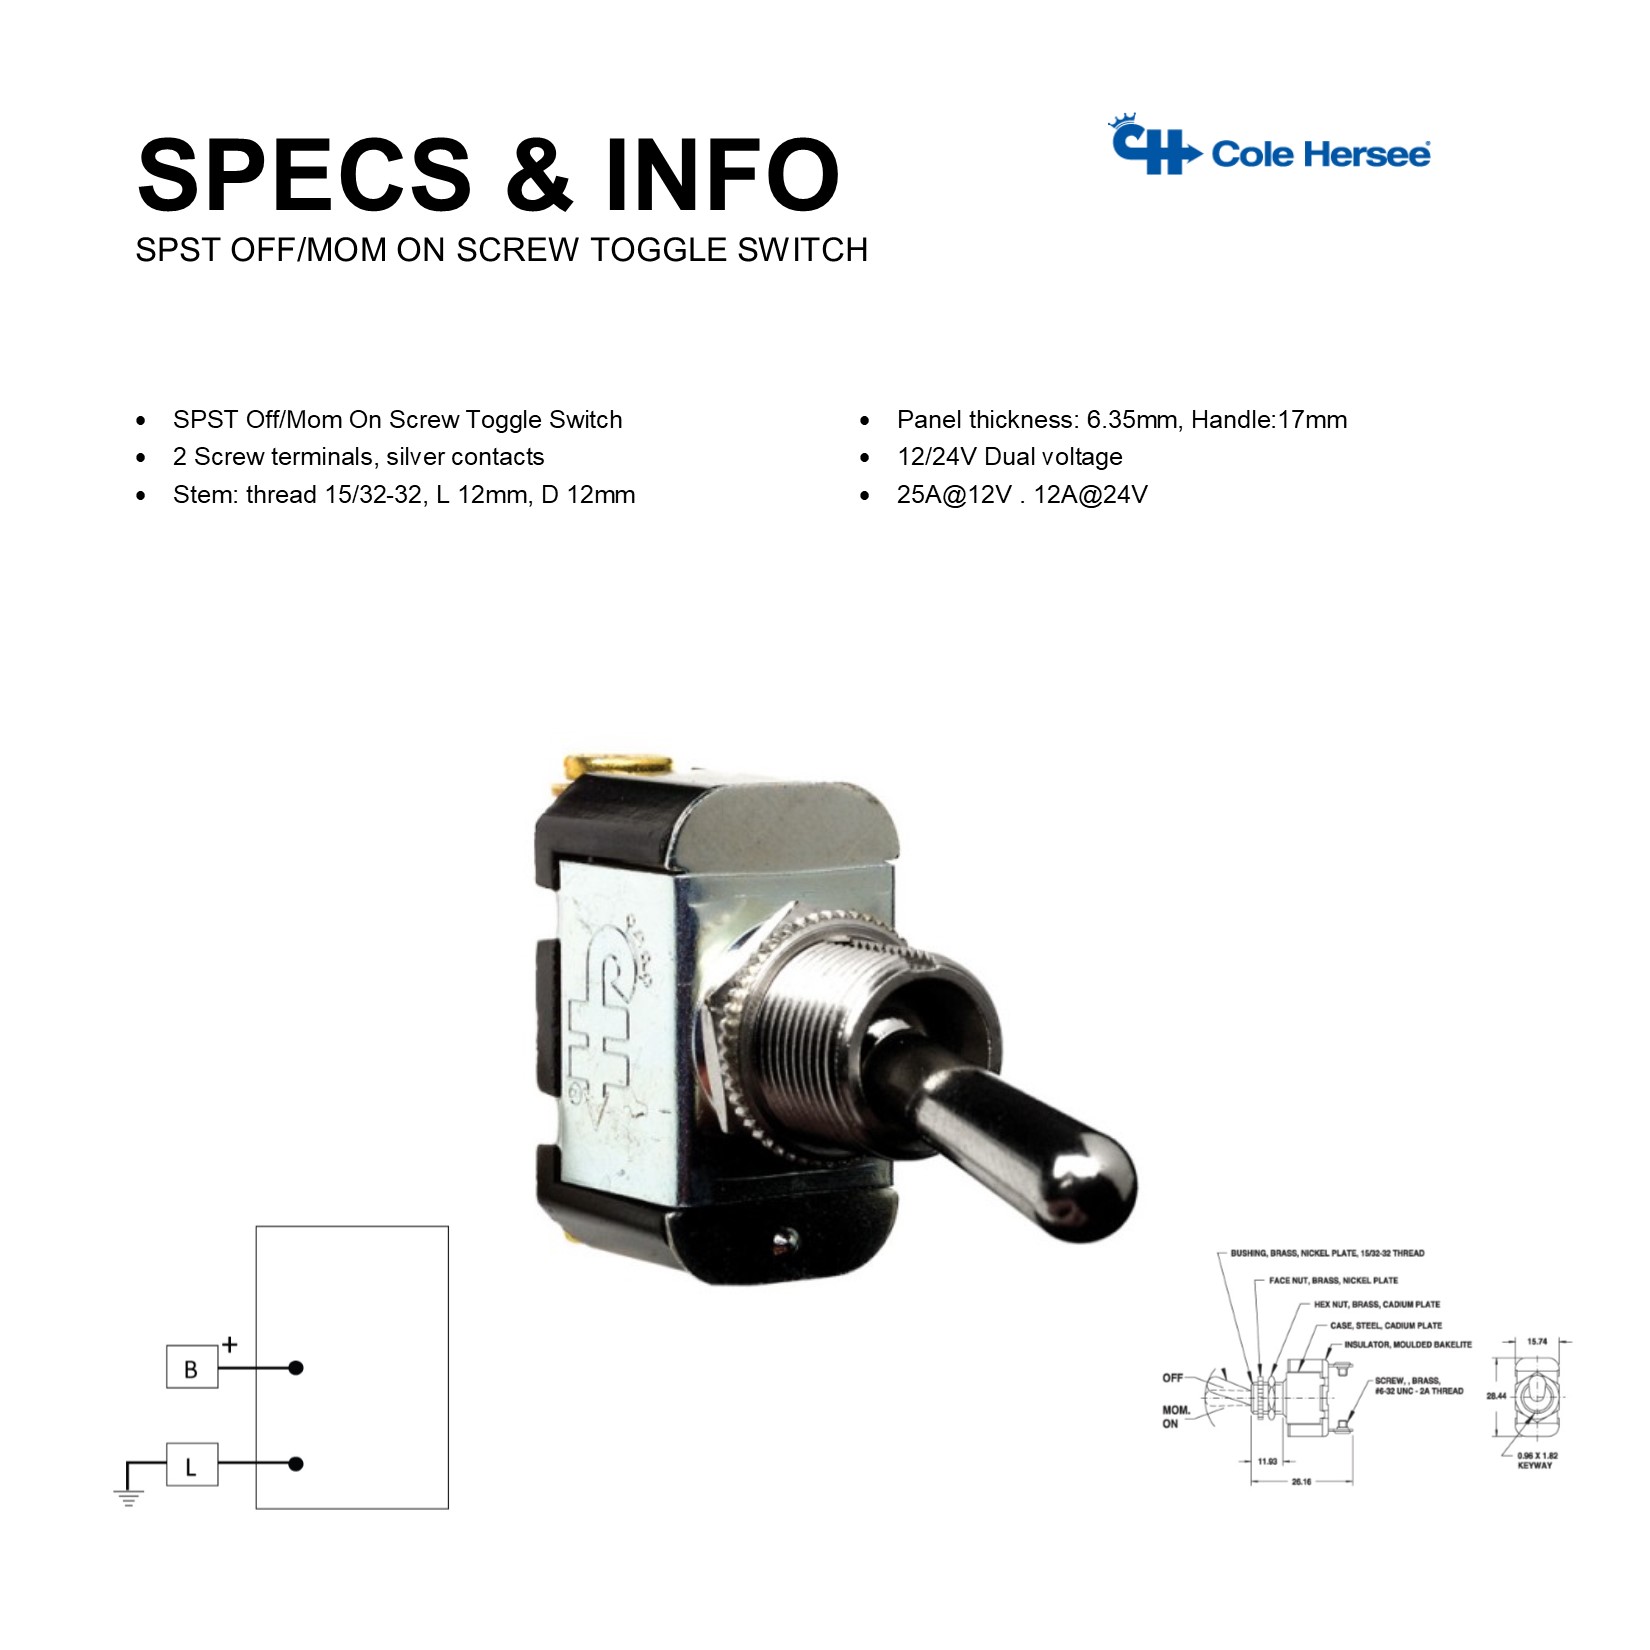 SPECS & INFO
Cole Hersee®
SPST OFF/MOM ON SCREW TOGGLE SWITCH
• SPST Off/Mom On Screw Toggle Switch
• 2 Screw terminals, silver contacts
• Stem: thread 15/32-32, L 12mm, D 12mm
• Panel thickness: 6.35mm, Handle:17mm
• 12/24V Dual voltage
• 25A@12V . 12A@24V
B
+
L
BUSHING, BRASS, NICKEL PLATE, 15/32-32 THREAD
FACE NUT, BRASS, NICKEL PLATE
HEX NUT, BRASS, CADIUM PLATE
CASE, STEEL, CADIUM PLATE
INSULATOR, MOULDED BAKELITE
SCREW, , BRASS,
#6-32 UNC - 2A THREAD
OFF
MOM.
ON
11.93
26.16
15.74
28.44
0.96 X 1.82
KEYWAY